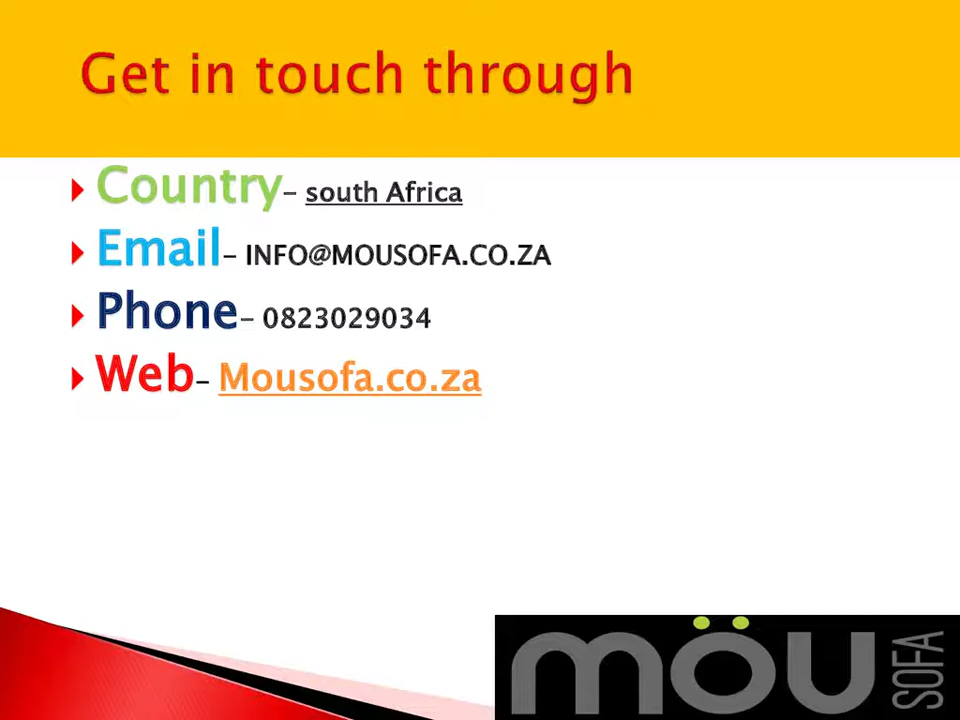 Get in touch through
Country- south Africa
Email- INFO@MOUSOFA.CO.ZA
Phone- 0823029034
Web- Mousofa.co.za
möu SOFA